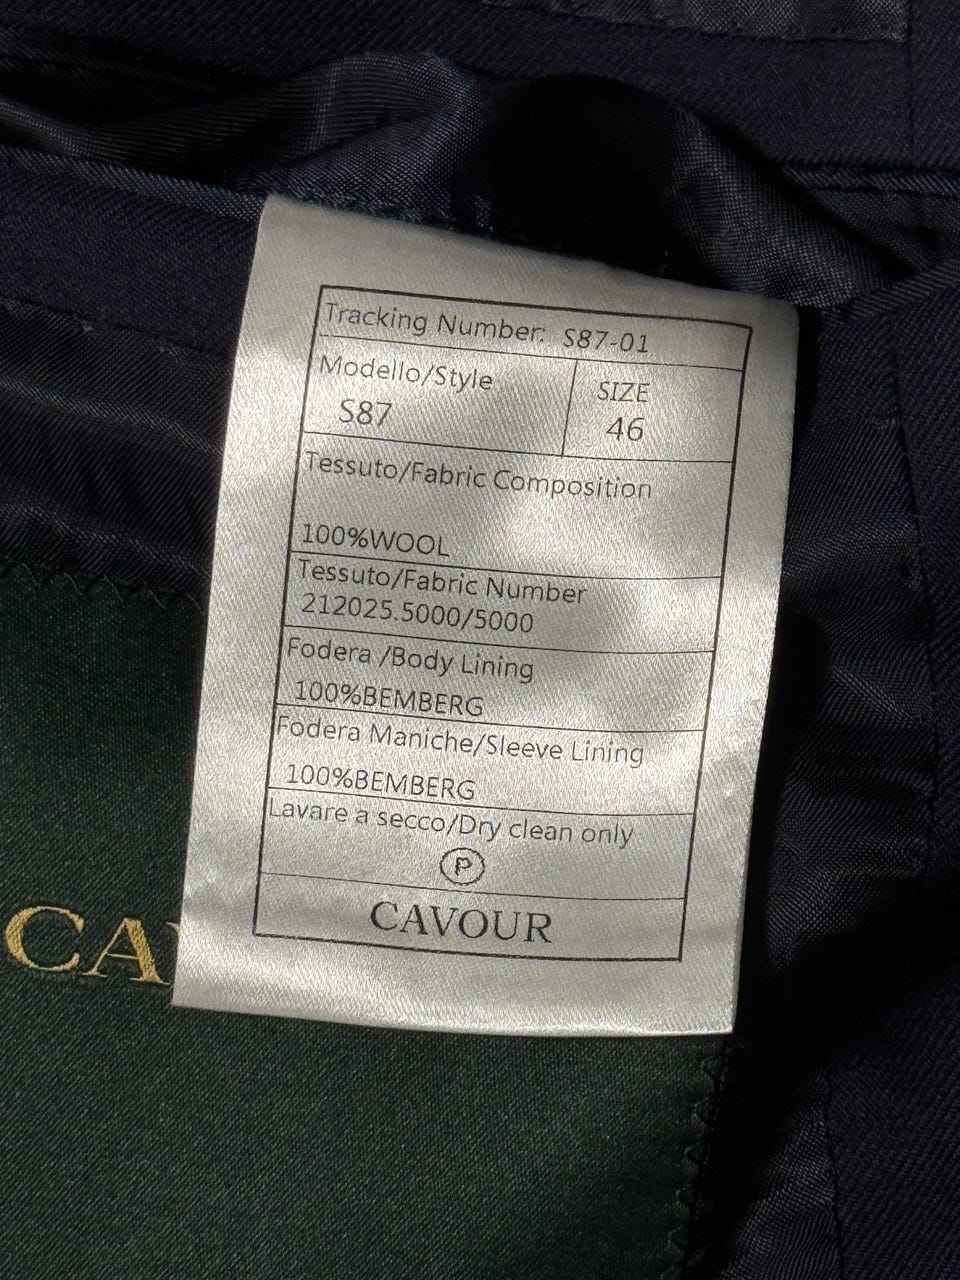 Tracking Number: S87-01
Modello/Style
S87
SIZE
46
Tessuto/Fabric Composition
100%WOOL
Tessuto/Fabric Number
212025.5000/5000
Fodera /Body Lining
100%BEMBERG
Fodera Maniche/Sleeve Lining
100%BEMBERG
Lavare a secco/Dry clean only
P
CAVOUR
CA